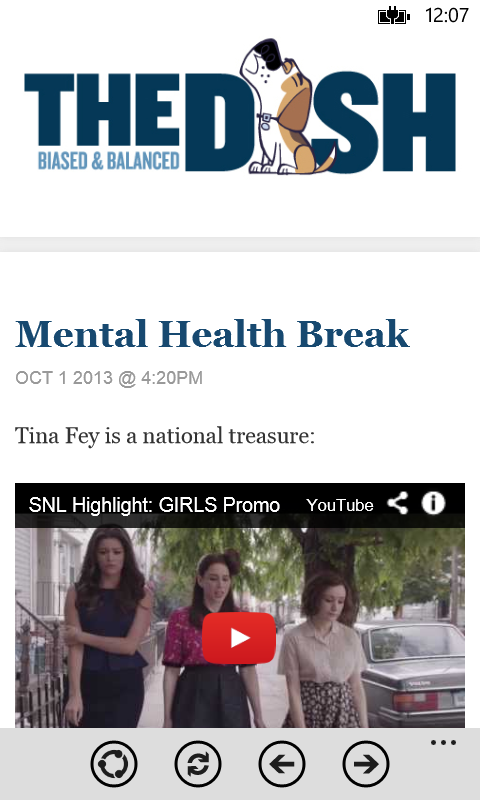 12:07
THE DISH
BIASED & BALANCED
Mental Health Break
OCT 1 2013 @ 4:20PM
Tina Fey is a national treasure:
SNL Highlight: GIRLS Promo YouTube